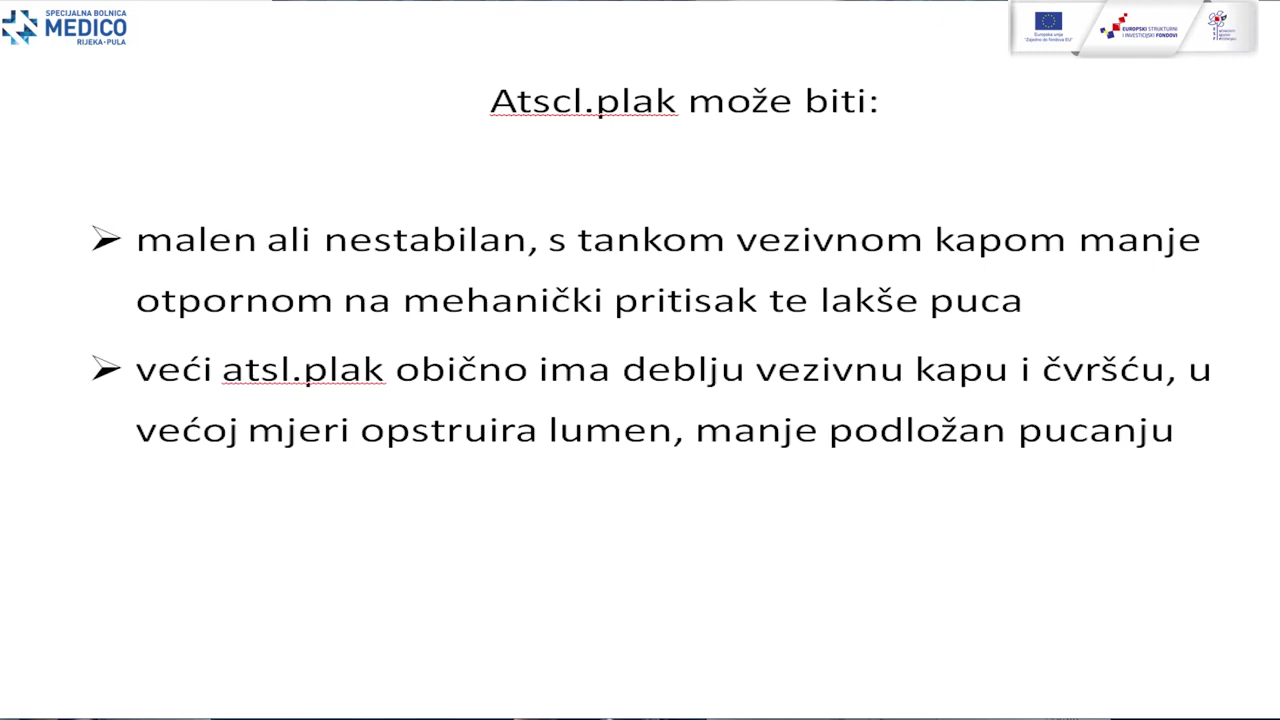 SPECIJALNA BOLNICA
MEDICO
RIJEKA·PULA
Europska unija
"Zajedno do fondova EU"
EUROPSKI STRUKTURNI
I INVESTICIJSKI FONDOVI
Atscl.plak može biti:
malen ali nestabilan, s tankom vezivnom kapom manje
otpornom na mehanički pritisak te lakše puca
veći atsl.plak obično ima deblju vezivnu kapu i čvršću, u
većoj mjeri opstruira lumen, manje podložan pucanju